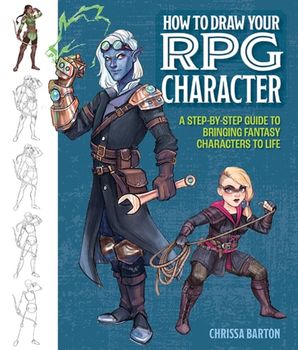 HOW TO DRAW YOUR
RPG
CHARACTER
A STEP-BY-STEP GUIDE TO
BRINGING FANTASY
CHARACTERS TO LIFE
CHRISSA BARTON